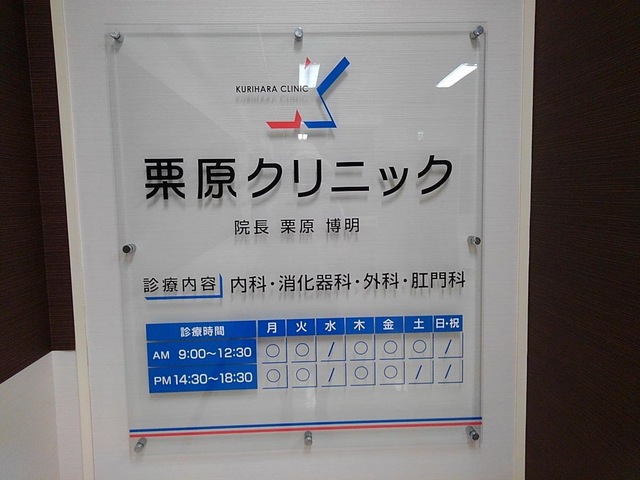 KURIHARA CLINIC
栗原クリニック
院長 栗原 博明
診療内容 内科・消化器科・外科・肛門科
診療時間 月 火 水 木 金 土 日・祝
AM 9:00～12:30 ○ ○ / ○ ○ ○ /
PM 14:30～18:30 ○ ○ / ○ ○ / /